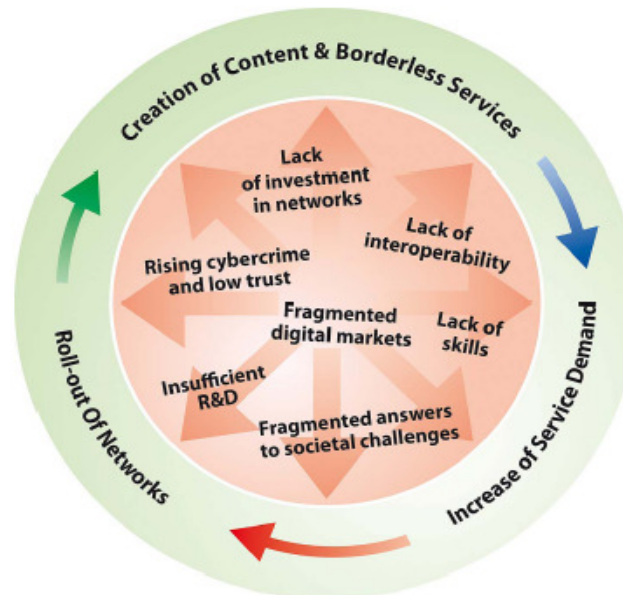 Creation of Content & Borderless Services
Lack
of investment
in networks
Lack of
interoperability
Rising cybercrime
and low trust
Fragmented
digital markets
Lack of
skills
Insufficient
R&D
Fragmented answers
to societal challenges
Roll-out Of Networks
Increase of Service Demand